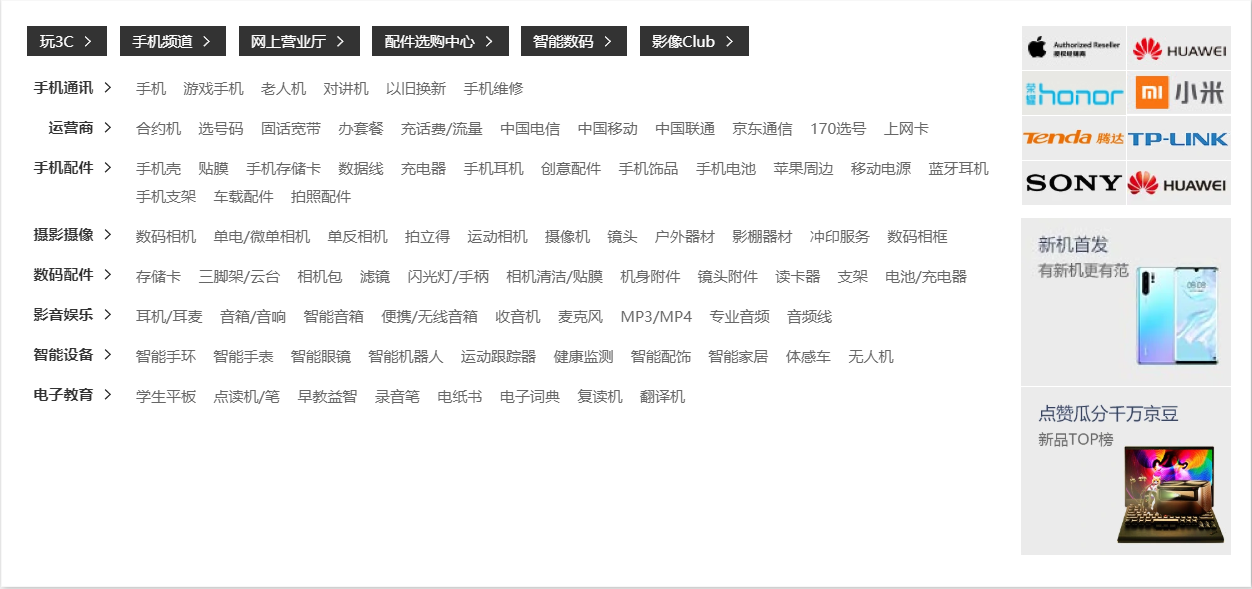 玩3C > 手机频道 > 网上营业厅 > 配件选购中心 > 智能数码 > 影像Club >
手机通讯 > 手机 游戏手机 老人机 对讲机 以旧换新 手机维修
运营商 > 合约机 选号码 固话宽带 办套餐 充话费/流量 中国电信 中国移动 中国联通 京东通信 170选号 上网卡
手机配件 > 手机壳 贴膜 手机存储卡 数据线 充电器 手机耳机 创意配件 手机饰品 手机电池 苹果周边 移动电源 蓝牙耳机
手机支架 车载配件 拍照配件
摄影摄像 > 数码相机 单电/微单相机 单反相机 拍立得 运动相机 摄像机 镜头 户外器材 影棚器材 冲印服务 数码相框
数码配件 > 存储卡 三脚架/云台 相机包 滤镜 闪光灯/手柄 相机清洁/贴膜 机身附件 镜头附件 读卡器 支架 电池/充电器
影音娱乐 > 耳机/耳麦 音箱/音响 智能音箱 便携/无线音箱 收音机 麦克风 MP3/MP4 专业音频 音频线
智能设备 > 智能手环 智能手表 智能眼镜 智能机器人 运动跟踪器 健康监测 智能配饰 智能家居 体感车 无人机
电子教育 > 学生平板 点读机/笔 早教益智 录音笔 电纸书 电子词典 复读机 翻译机
Authorized Reseller
授权经销商
HUAWEI
荣耀 honor
mi 小米
Tenda 腾达
TP-LINK
SONY
HUAWEI
新机首发
有新机更有范
08:08
点赞瓜分千万京豆
新品TOP榜